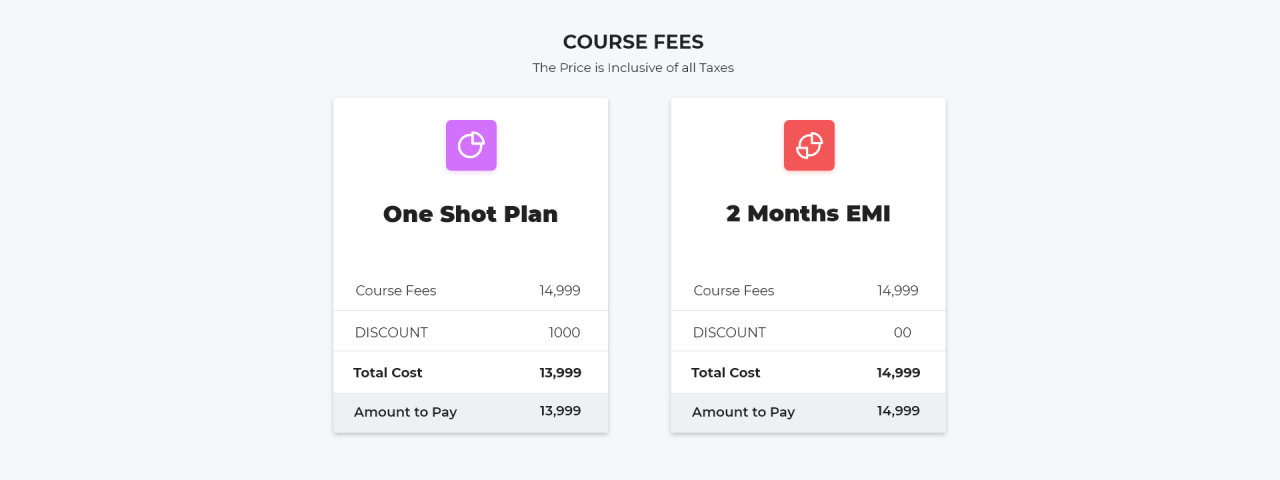 COURSE FEES
The Price is Inclusive of all Taxes
One Shot Plan
Course Fees 14,999
DISCOUNT 1000
Total Cost 13,999
Amount to Pay 13,999
2 Months EMI
Course Fees 14,999
DISCOUNT 00
Total Cost 14,999
Amount to Pay 14,999